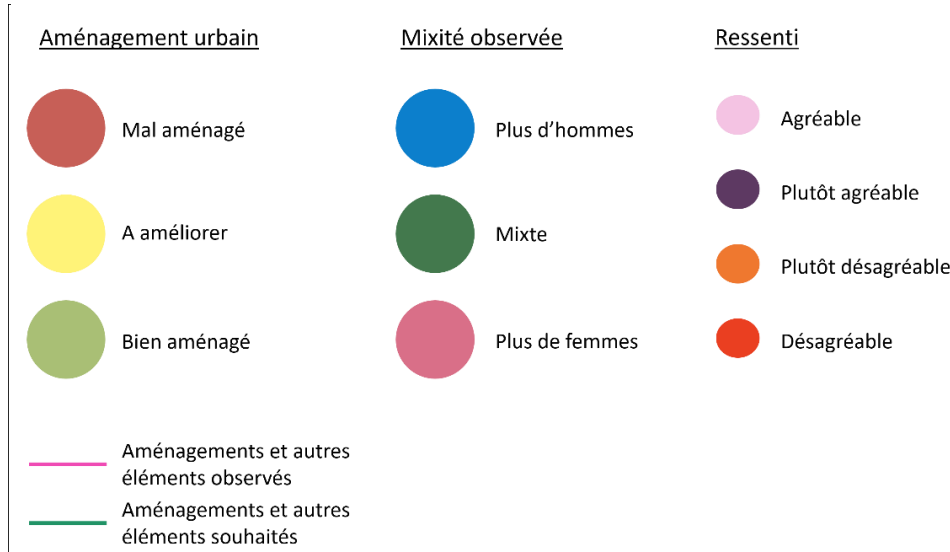 Aménagement urbain
Mal aménagé
A améliorer
Bien aménagé
Mixité observée
Plus d’hommes
Mixte
Plus de femmes
Ressenti
Agréable
Plutôt agréable
Plutôt désagréable
Désagréable
Aménagements et autres
éléments observés
Aménagements et autres
éléments souhaités